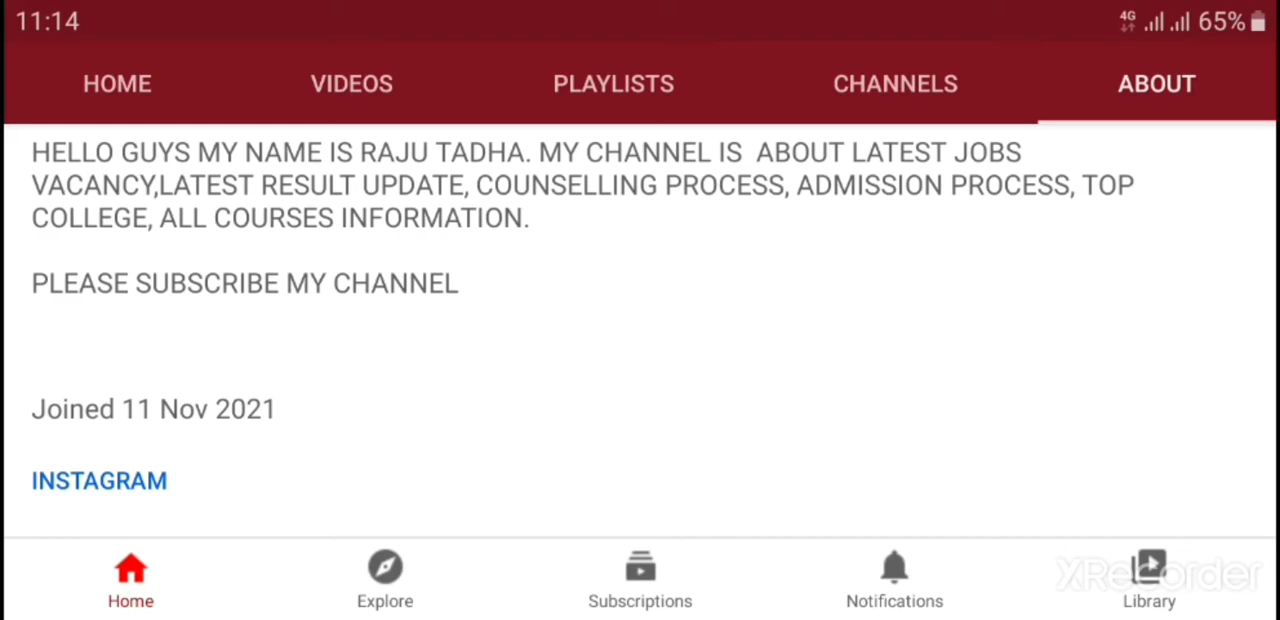 11:14 4G 65%
HOME VIDEOS PLAYLISTS CHANNELS ABOUT
HELLO GUYS MY NAME IS RAJU TADHA. MY CHANNEL IS  ABOUT LATEST JOBS
VACANCY,LATEST RESULT UPDATE, COUNSELLING PROCESS, ADMISSION PROCESS, TOP
COLLEGE, ALL COURSES INFORMATION.
PLEASE SUBSCRIBE MY CHANNEL
Joined 11 Nov 2021
INSTAGRAM
XRecorder
Home Explore Subscriptions Notifications Library